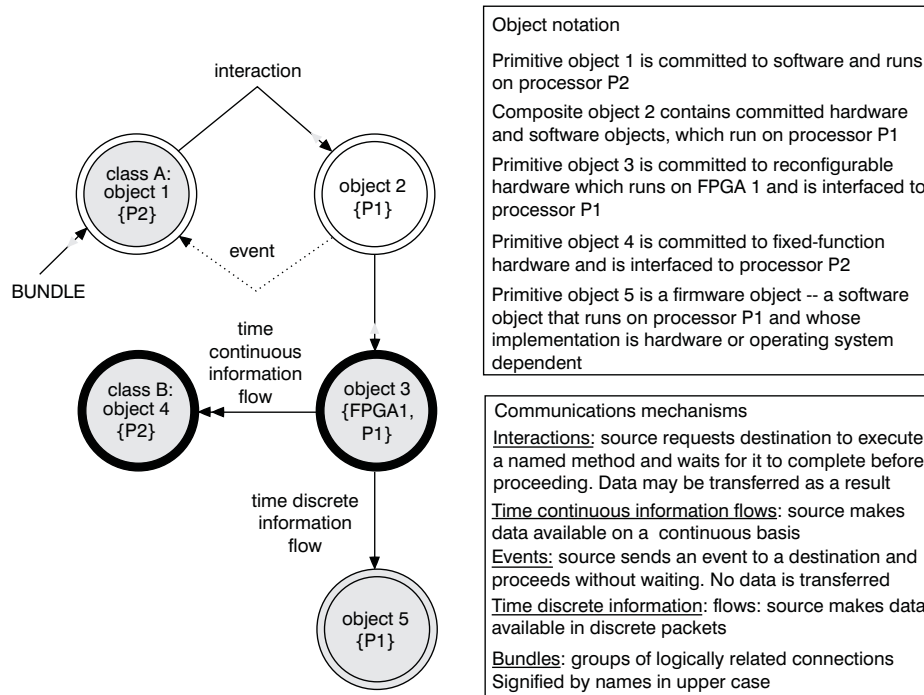 interaction
class A:
object 1
{P2}
object 2
{P1}
event
BUNDLE
time
continuous
information
flow
class B:
object 4
{P2}
object 3
{FPGA1,
P1}
time discrete
information
flow
object 5
{P1}
Object notation
Primitive object 1 is committed to software and runs
on processor P2
Composite object 2 contains committed hardware
and software objects, which run on processor P1
Primitive object 3 is committed to reconfigurable
hardware which runs on FPGA 1 and is interfaced to
processor P1
Primitive object 4 is committed to fixed-function
hardware and is interfaced to processor P2
Primitive object 5 is a firmware object -- a software
object that runs on processor P1 and whose
implementation is hardware or operating system
dependent
Communications mechanisms
Interactions: source requests destination to execute
a named method and waits for it to complete before
proceeding. Data may be transferred as a result
Time continuous information flows: source makes
data available on a continuous basis
Events: source sends an event to a destination and
proceeds without waiting. No data is transferred
Time discrete information: flows: source makes data
available in discrete packets
Bundles: groups of logically related connections
Signified by names in upper case